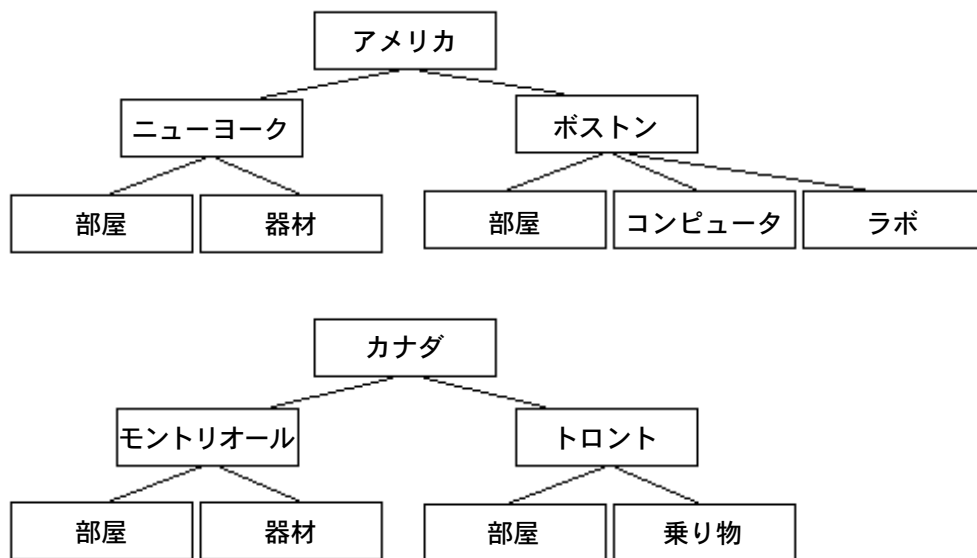 アメリカ
ニューヨーク
ボストン
部屋
器材
部屋
コンピュータ
ラボ
カナダ
モントリオール
トロント
部屋
器材
部屋
乗り物